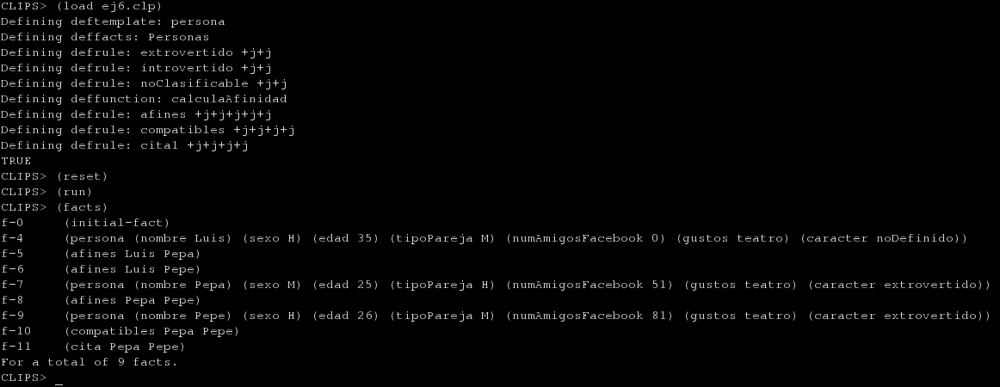 CLIPS> (load ej6.clp)
Defining deftemplate: persona
Defining deffacts: Personas
Defining defrule: extrovertido +j+j
Defining defrule: introvertido +j+j
Defining defrule: noClasificable +j+j
Defining deffunction: calculaAfinidad
Defining defrule: afines +j+j+j+j+j
Defining defrule: compatibles +j+j+j+j
Defining defrule: cita1 +j+j+j+j
TRUE
CLIPS> (reset)
CLIPS> (run)
CLIPS> (facts)
f-0     (initial-fact)
f-4     (persona (nombre Luis) (sexo H) (edad 35) (tipoPareja M) (numAmigosFacebook 0) (gustos teatro) (caracter noDefinido))
f-5     (afines Luis Pepa)
f-6     (afines Luis Pepe)
f-7     (persona (nombre Pepa) (sexo M) (edad 25) (tipoPareja H) (numAmigosFacebook 51) (gustos teatro) (caracter extrovertido))
f-8     (afines Pepa Pepe)
f-9     (persona (nombre Pepe) (sexo H) (edad 26) (tipoPareja M) (numAmigosFacebook 81) (gustos teatro) (caracter extrovertido))
f-10    (compatibles Pepa Pepe)
f-11    (cita Pepa Pepe)
For a total of 9 facts.
CLIPS> _